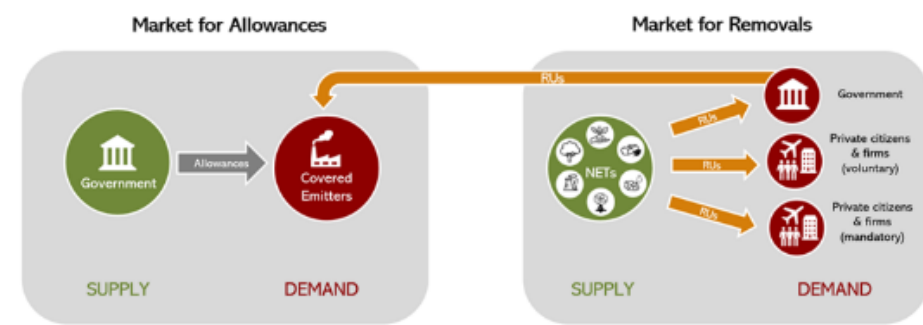 Market for Allowances
Market for Removals
RUs
Government
Allowances
Covered
Emitters
SUPPLY
DEMAND
NETs
RUs
RUs
RUs
Government
Private citizens
& firms
(voluntary)
Private citizens
& firms
(mandatory)
SUPPLY
DEMAND